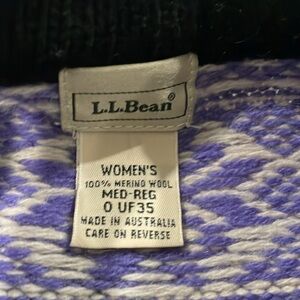 L.L.Bean®
WOMEN'S
100% MERINO WOOL
MED-REG
0 UF35
MADE IN AUSTRALIA
CARE ON REVERSE